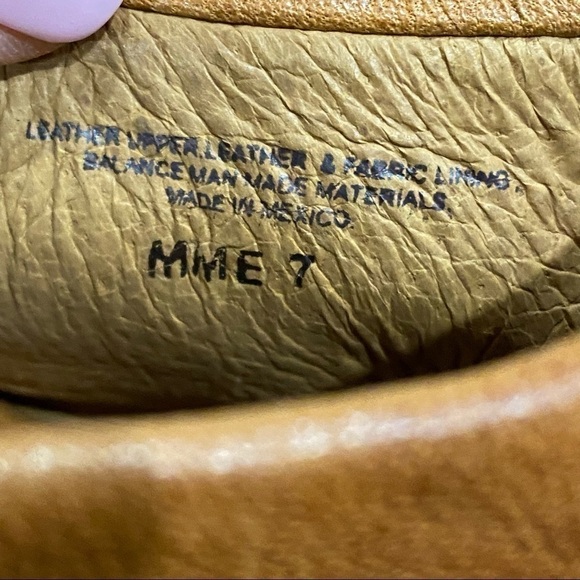 LEATHER UPPER. LEATHER & FABRIC LINING,
BALANCE MAN MADE MATERIALS.
MADE IN MEXICO.
MME 7